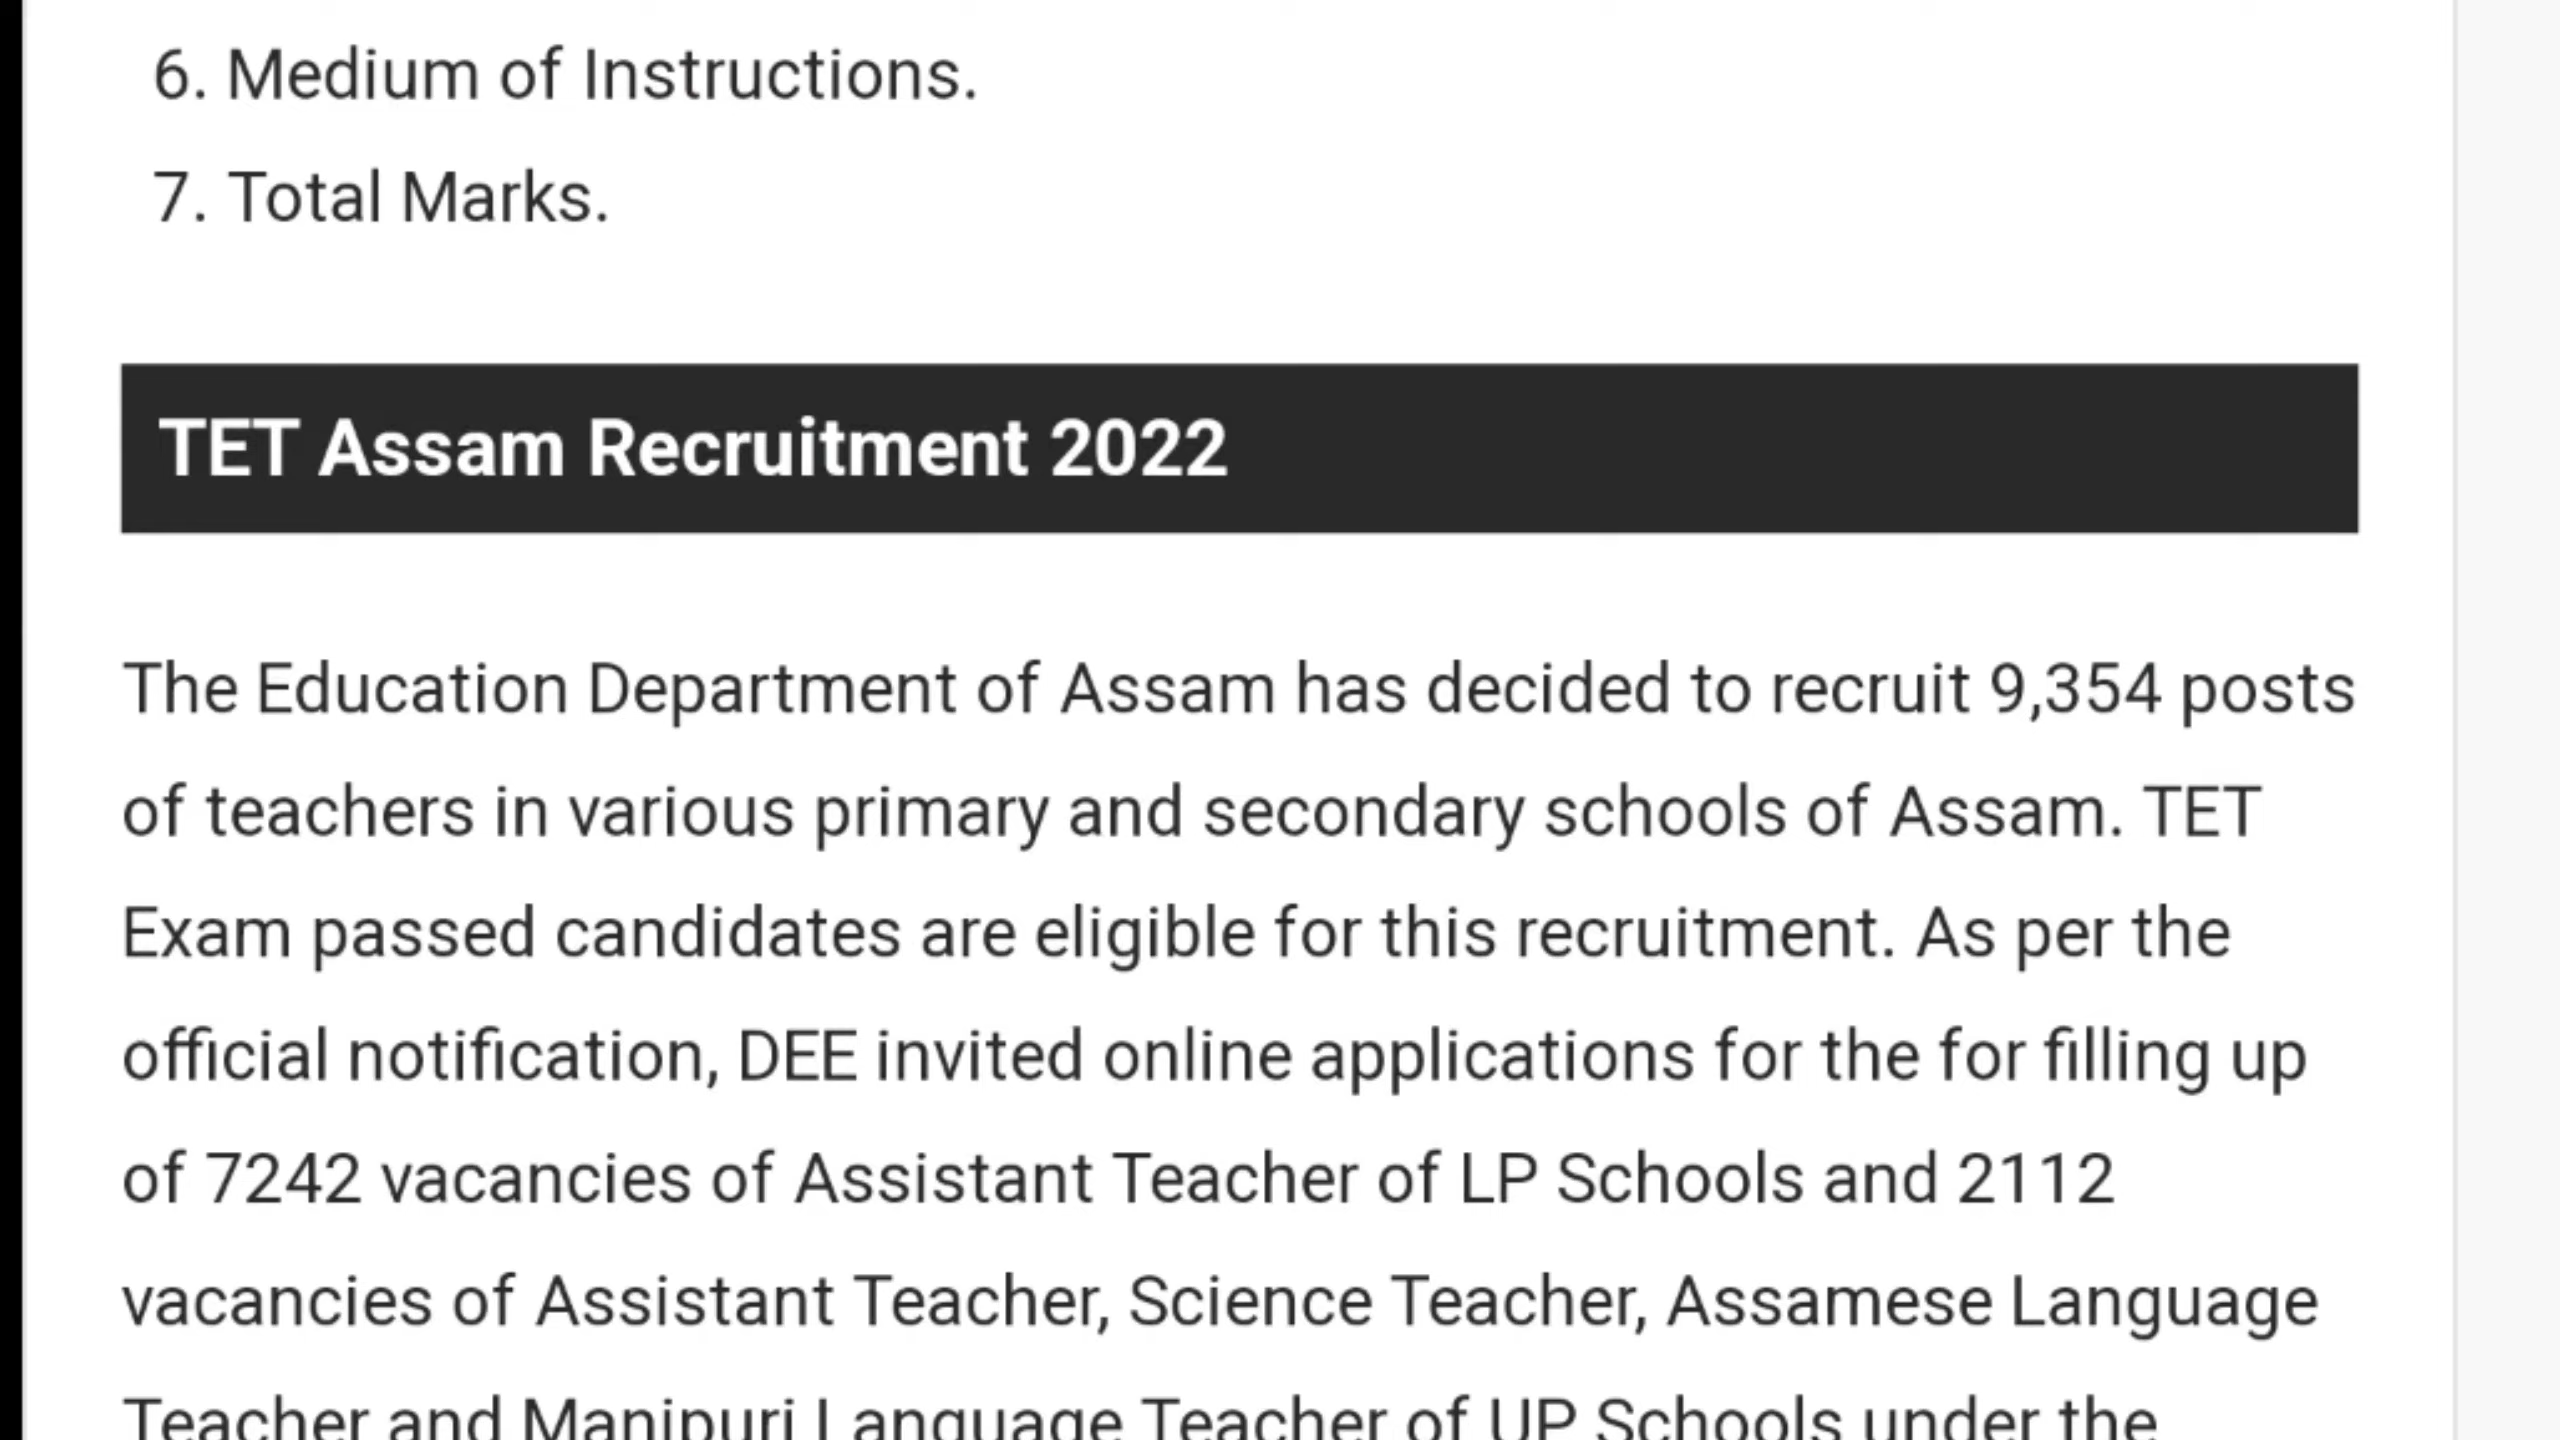 6. Medium of Instructions.
7. Total Marks.
TET Assam Recruitment 2022
The Education Department of Assam has decided to recruit 9,354 posts
of teachers in various primary and secondary schools of Assam. TET
Exam passed candidates are eligible for this recruitment. As per the
official notification, DEE invited online applications for the for filling up
of 7242 vacancies of Assistant Teacher of LP Schools and 2112
vacancies of Assistant Teacher, Science Teacher, Assamese Language
Teacher and Manipuri Language Teacher of UP Schools under the